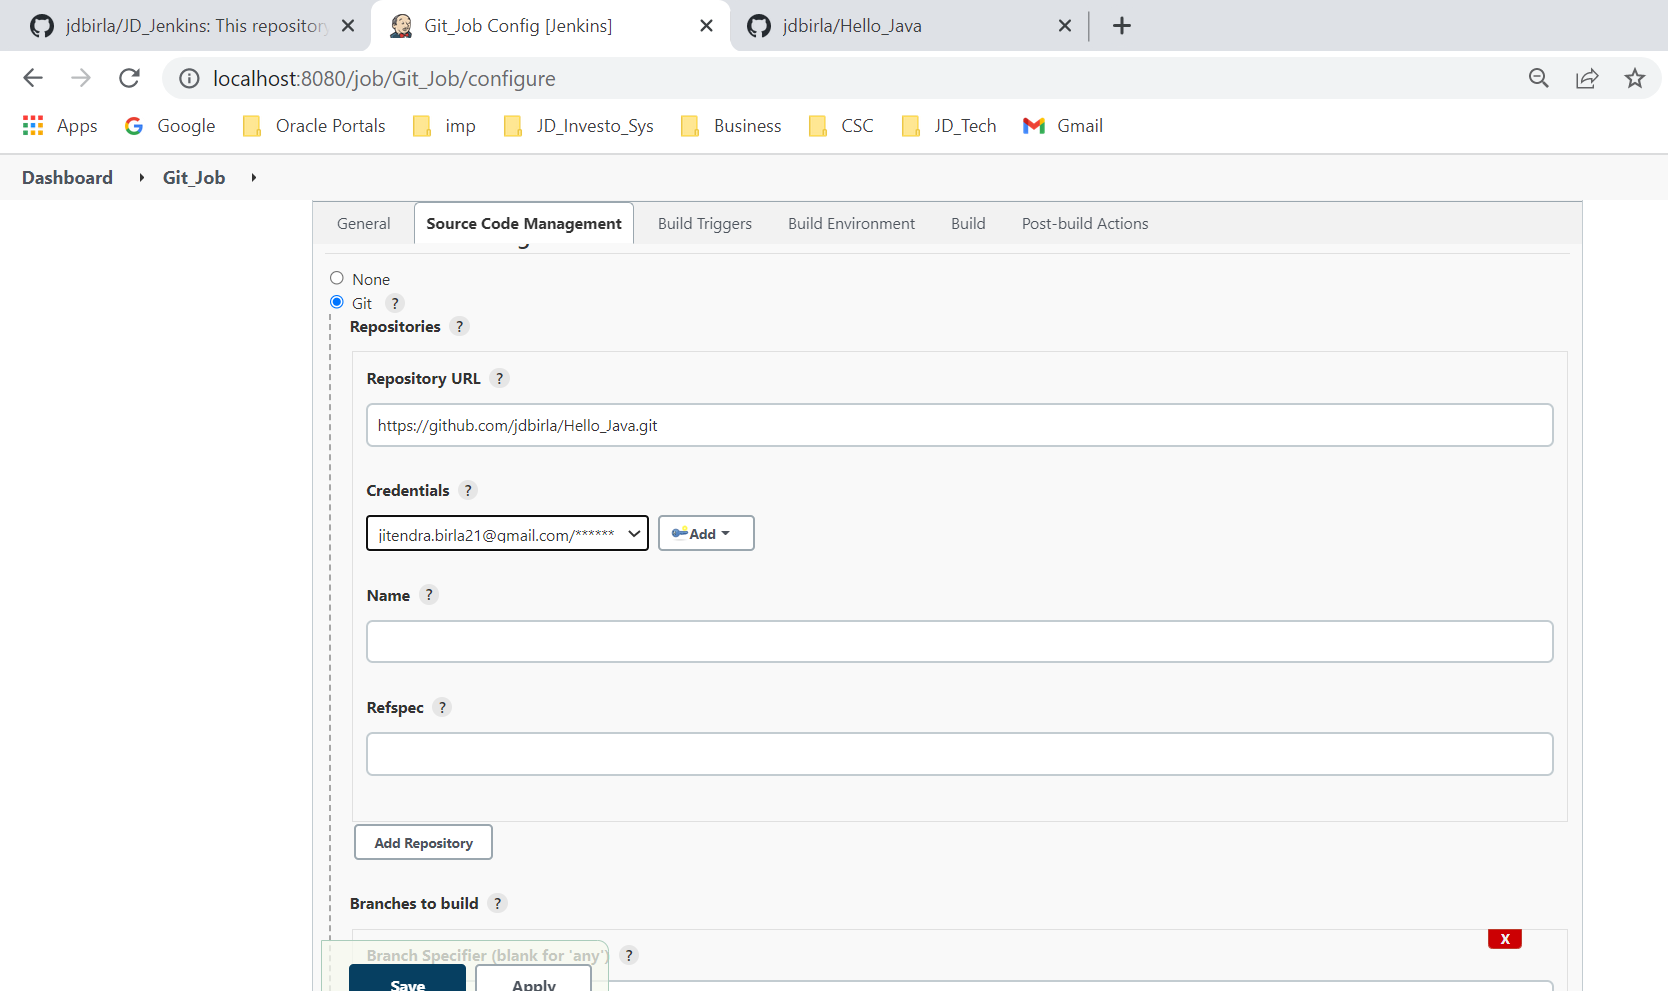 jdbirla/JD_Jenkins: This repository
Git_Job Config [Jenkins]
jdbirla/Hello_Java
localhost:8080/job/Git_Job/configure
Apps Google Oracle Portals imp JD_Investo_Sys Business CSC JD_Tech Gmail
Dashboard Git_Job
General Source Code Management Build Triggers Build Environment Build Post-build Actions
None
Git ?
Repositories ?
Repository URL ?
https://github.com/jdbirla/Hello_Java.git
Credentials ?
jitendra.birla21@gmail.com/****** Add
Name ?
Refspec ?
Add Repository
Branches to build ?
X
Branch Specifier (blank for 'any') ?
Save Apply